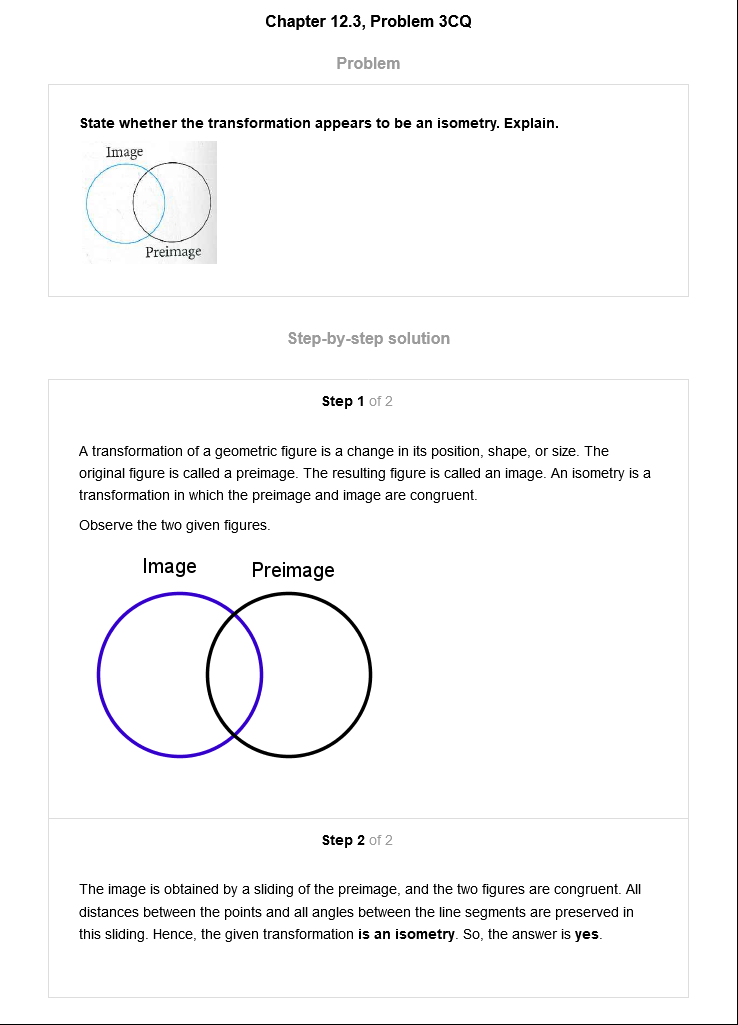 Chapter 12.3, Problem 3CQ
Problem
State whether the transformation appears to be an isometry. Explain.
Image
Preimage
Step-by-step solution
Step 1 of 2
A transformation of a geometric figure is a change in its position, shape, or size. The
original figure is called a preimage. The resulting figure is called an image. An isometry is a
transformation in which the preimage and image are congruent.
Observe the two given figures.
Image Preimage
Step 2 of 2
The image is obtained by a sliding of the preimage, and the two figures are congruent. All
distances between the points and all angles between the line segments are preserved in
this sliding. Hence, the given transformation is an isometry. So, the answer is yes.